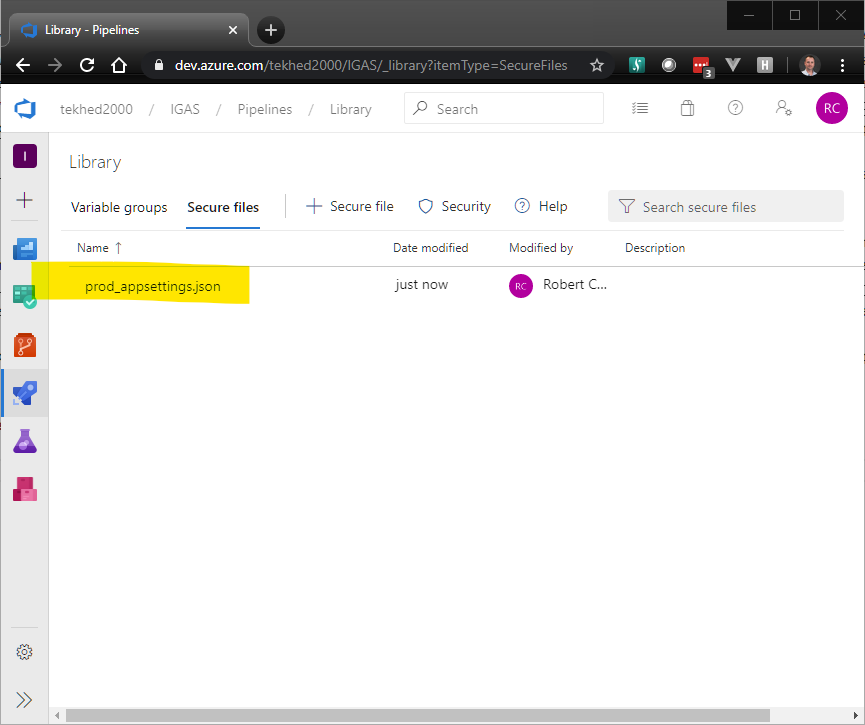 Library - Pipelines
dev.azure.com/tekhed2000/IGAS/_library?itemType=SecureFiles
3
H
tekhed2000 / IGAS / Pipelines / Library
Search
RC
I
Library
Variable groups
Secure files
Secure file
Security
Help
Search secure files
Name ↑
Date modified
Modified by
Description
prod_appsettings.json
just now
RC
Robert C...